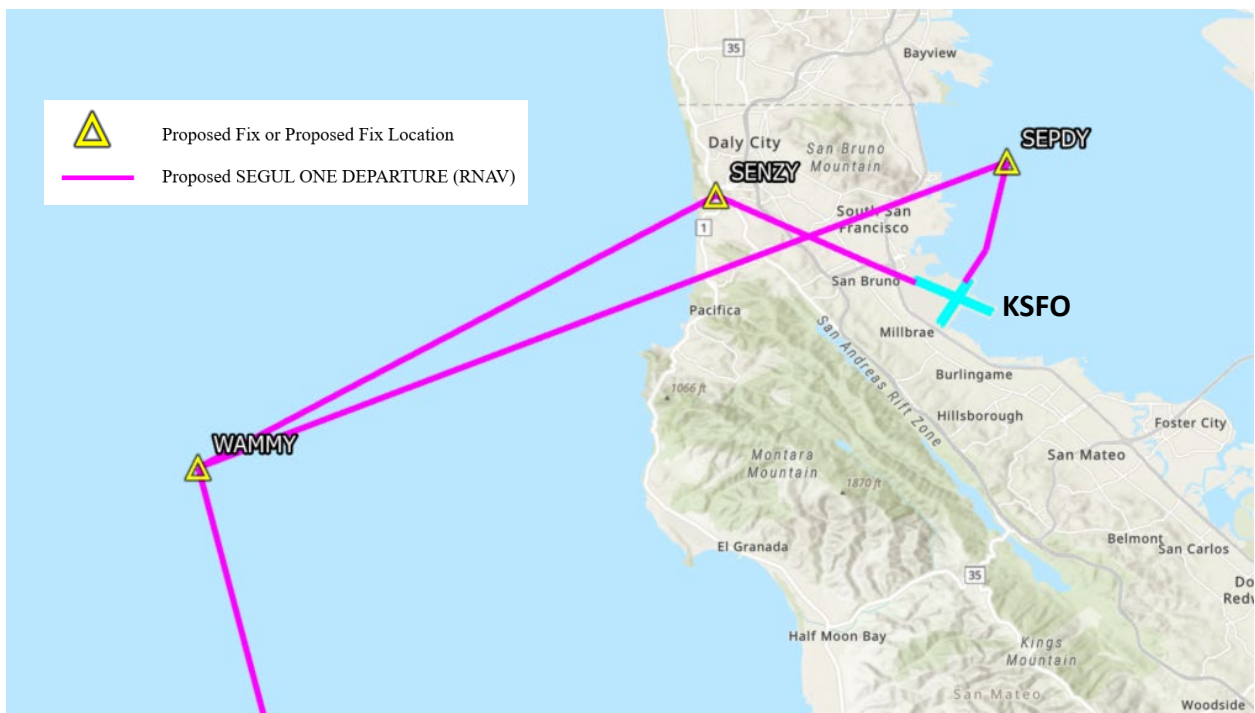 35
Bayview
Proposed Fix or Proposed Fix Location
Proposed SEGUL ONE DEPARTURE (RNAV)
Daly City
San Bruno
Mountain
SEPDY
SENZY
South San
Francisco
1
San Bruno
KSFO
Pacifica
Millbrae
San Andreas Rift Zone
Burlingame
1066 ft
Hillsborough
Foster City
WAMMY
Montara
Mountain
San Mateo
1870 ft
El Granada
Belmont
San Carlos
35
Do
Redw
Half Moon Bay
Kings
Mountain
San Mateo
Woodside